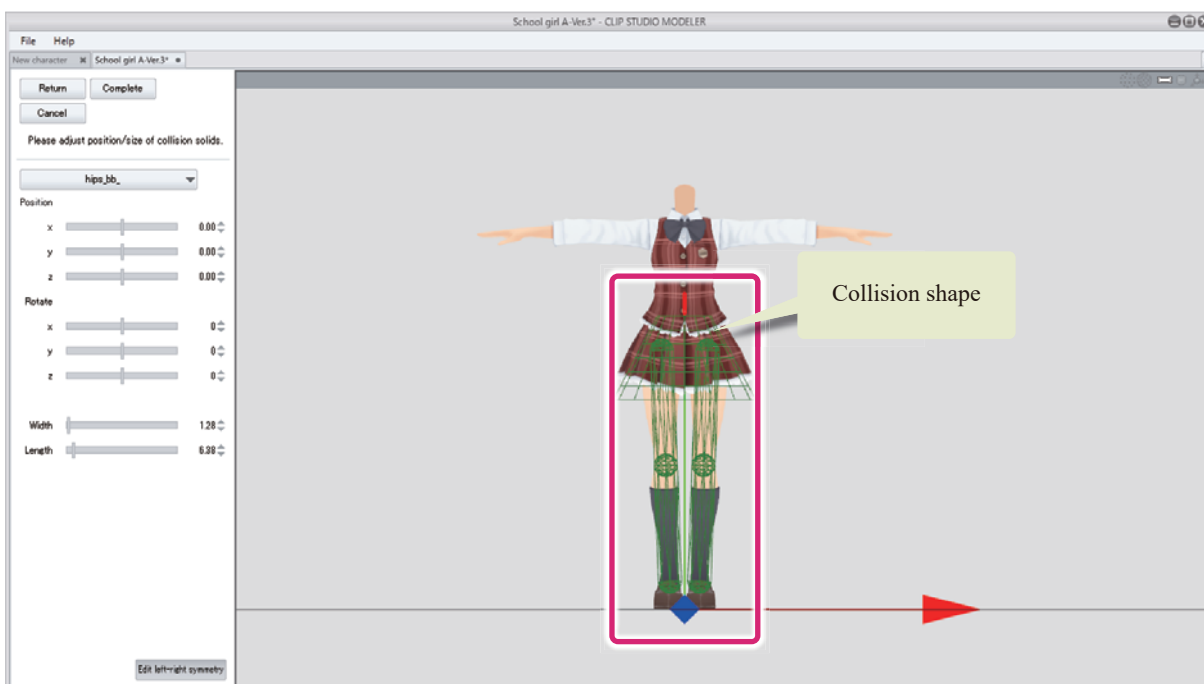 School girl A-Ver.3* - CLIP STUDIO MODELER
File Help
New character School girl A-Ver.3*
Return Complete
Cancel
Please adjust position/size of collision solids.
hips_bb_
Position
x 0.00
y 0.00
z 0.00
Rotate
x 0
y 0
z 0
Width 1.28
Length 6.38
Collision shape
Edit left-right symmetry